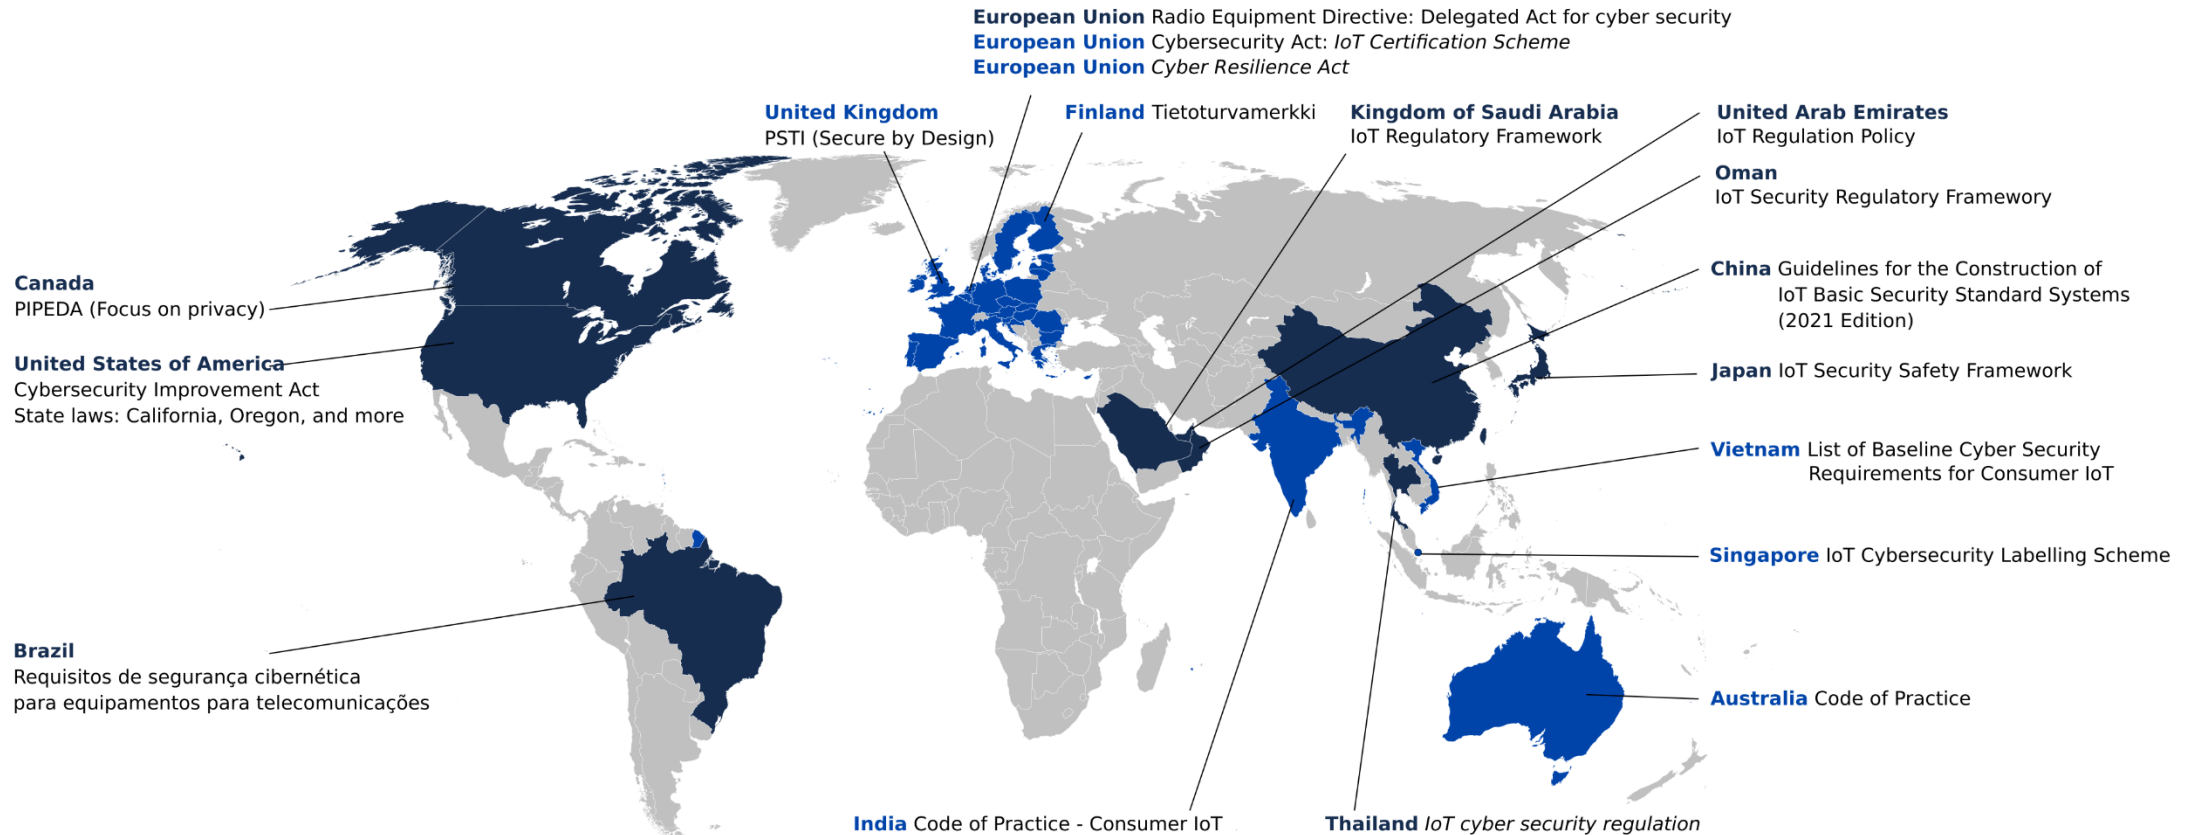 European Union Radio Equipment Directive: Delegated Act for cyber security
European Union Cybersecurity Act: IoT Certification Scheme
European Union Cyber Resilience Act
United Kingdom
PSTI (Secure by Design)
Finland Tietoturvamerkki
Kingdom of Saudi Arabia
IoT Regulatory Framework
United Arab Emirates
IoT Regulation Policy
Oman
IoT Security Regulatory Framewory
Canada
PIPEDA (Focus on privacy)
United States of America
Cybersecurity Improvement Act
State laws: California, Oregon, and more
China Guidelines for the Construction of
IoT Basic Security Standard Systems
(2021 Edition)
Japan IoT Security Safety Framework
Vietnam List of Baseline Cyber Security
Requirements for Consumer IoT
Singapore IoT Cybersecurity Labelling Scheme
Brazil
Requisitos de segurança cibernética
para equipamentos para telecomunicações
Australia Code of Practice
India Code of Practice - Consumer IoT
Thailand IoT cyber security regulation